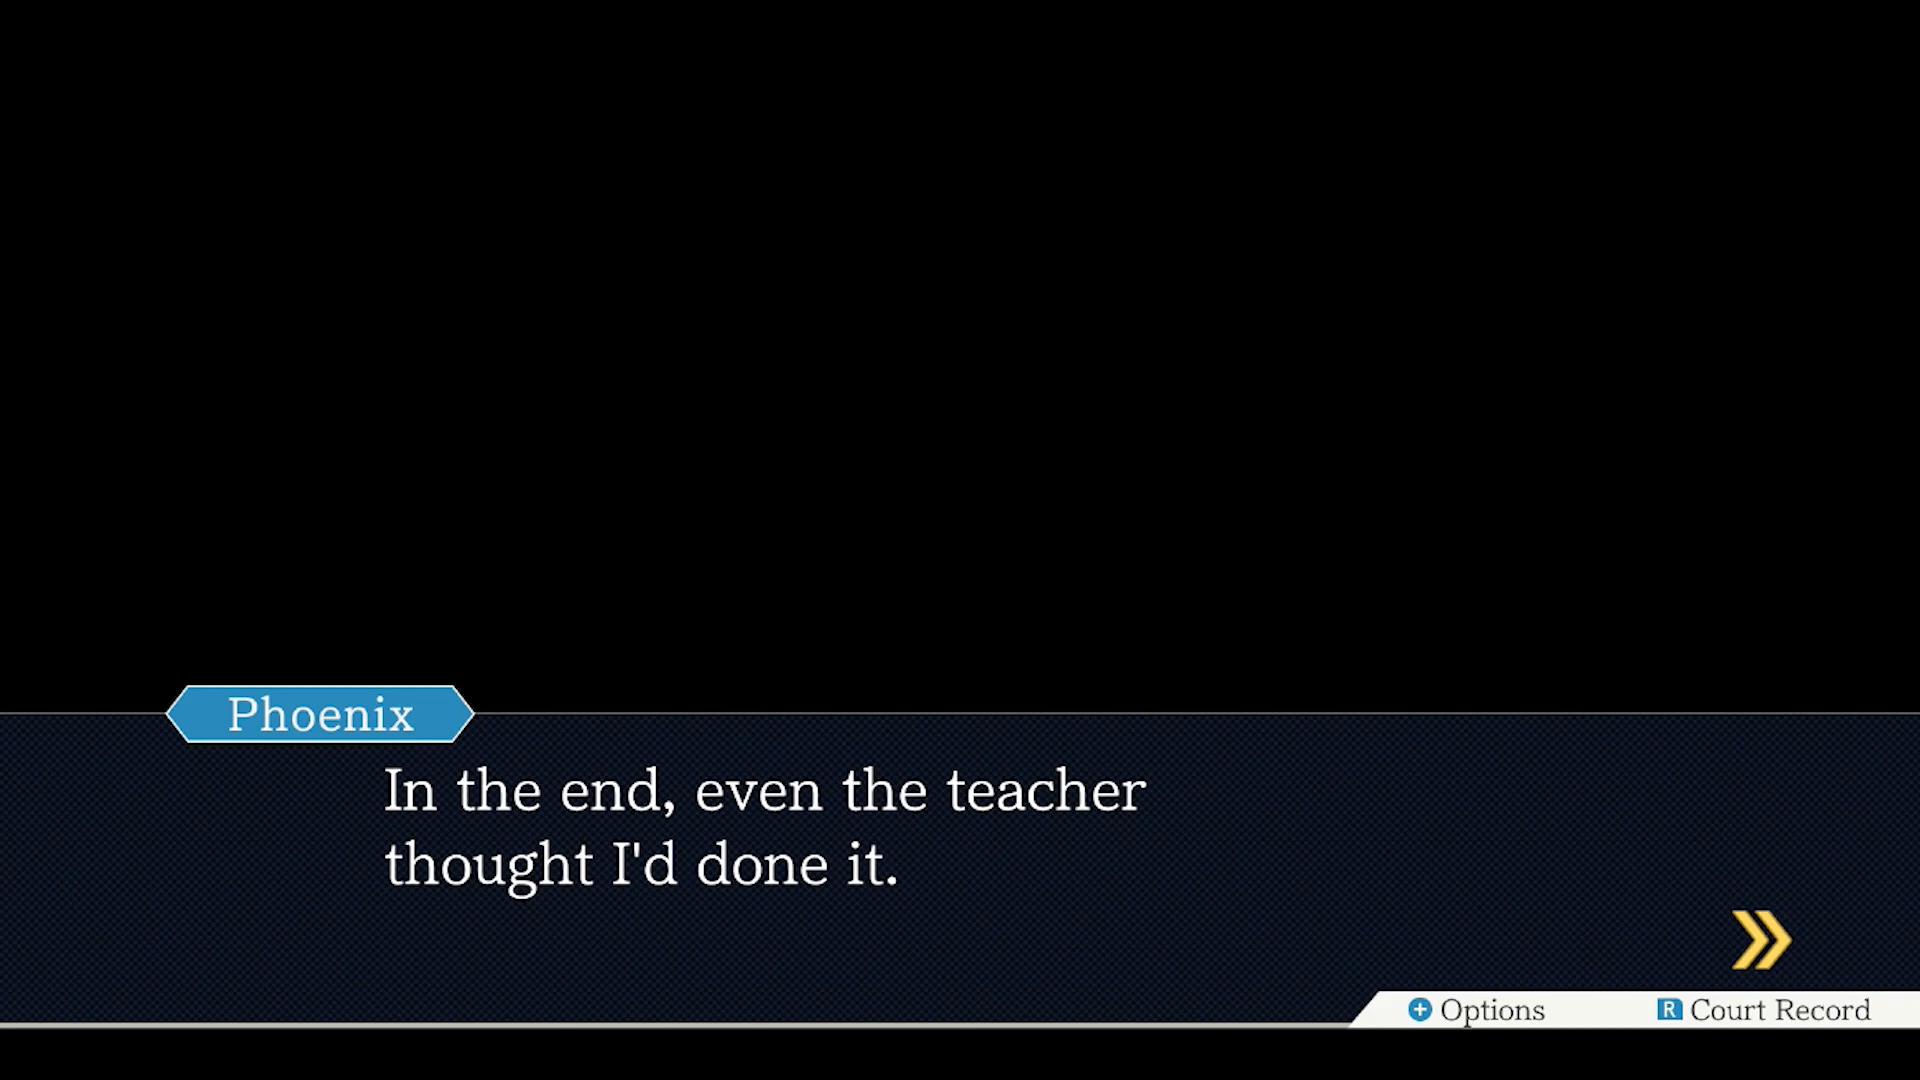 Phoenix
In the end, even the teacher
thought I'd done it.
+ Options
R Court Record